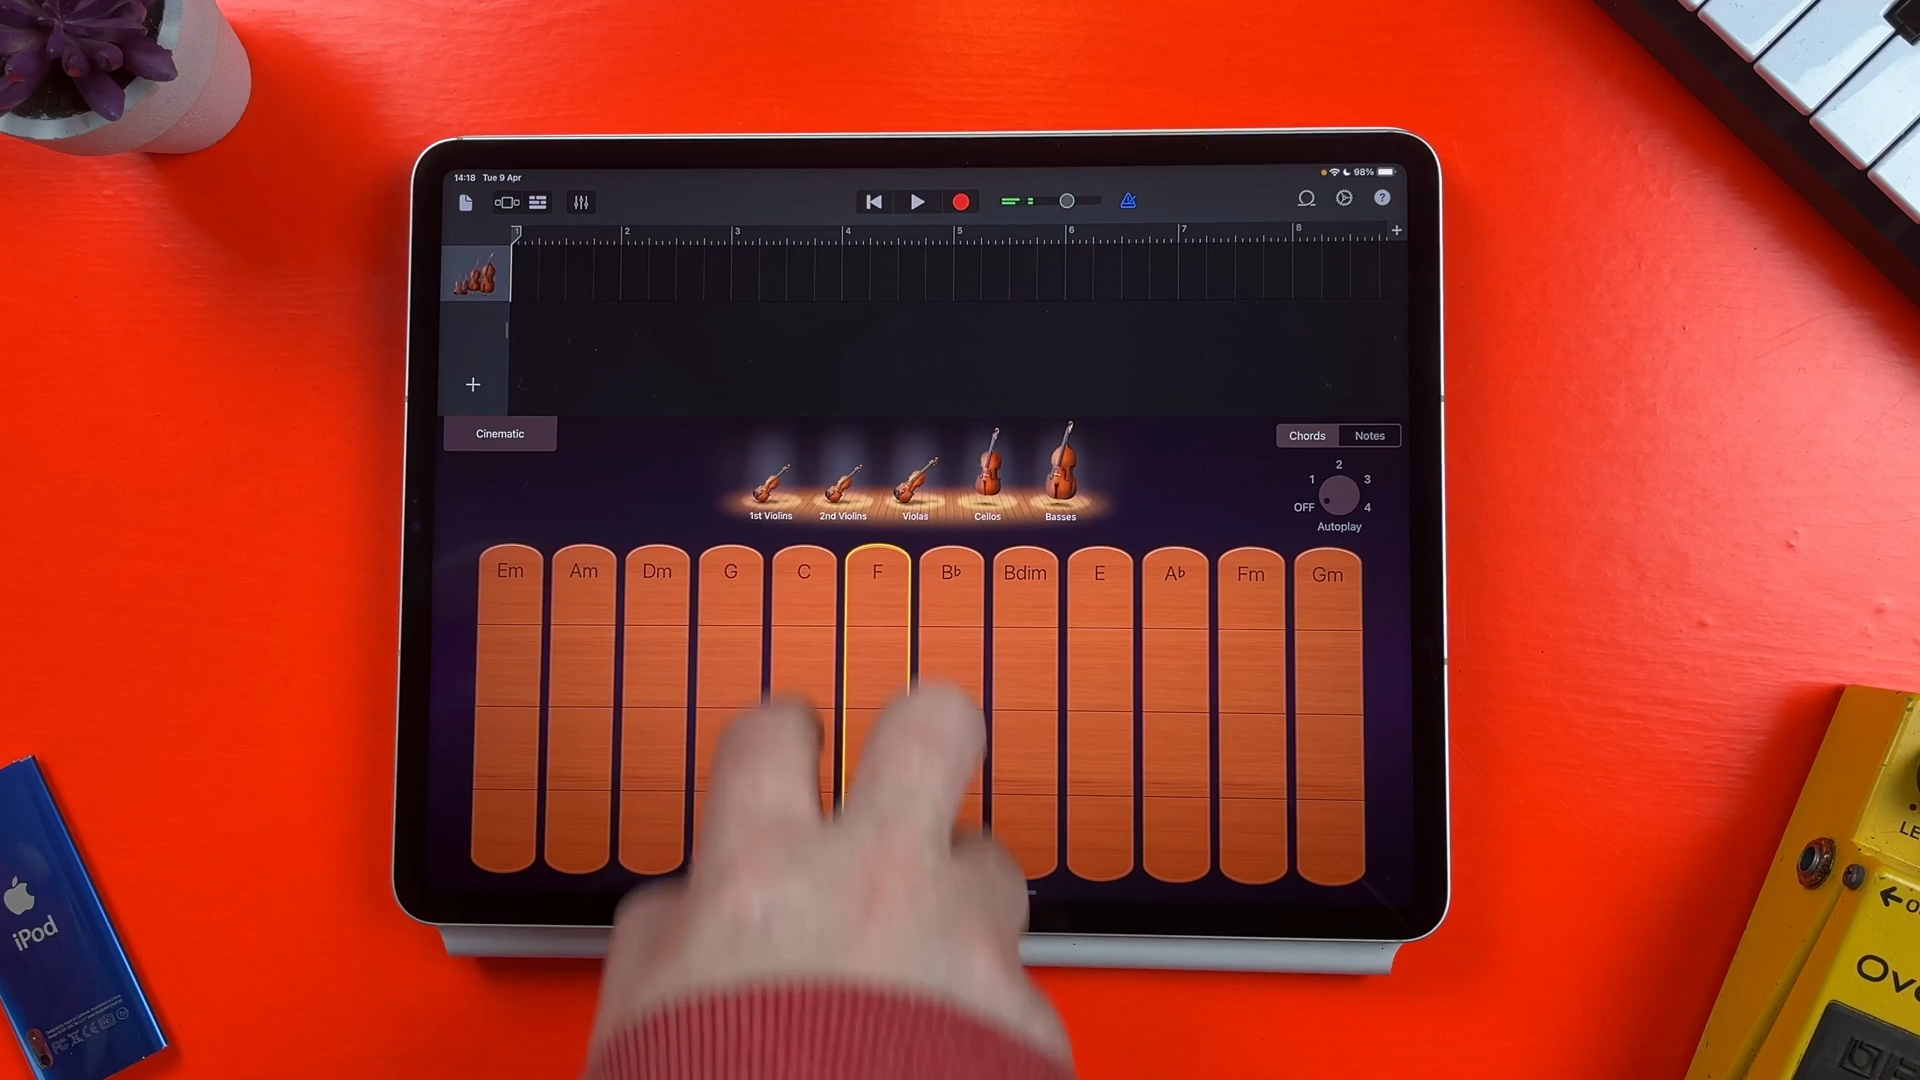 14:18 Tue 9 Apr
98%
?
1 2 3 4 5 6 7 8
Cinematic
Chords Notes
1st Violins 2nd Violins Violas Cellos Basses
2
1 3
OFF 4
Autoplay
Em Am Dm G C F B♭ Bdim E A♭ Fm Gm
iPod